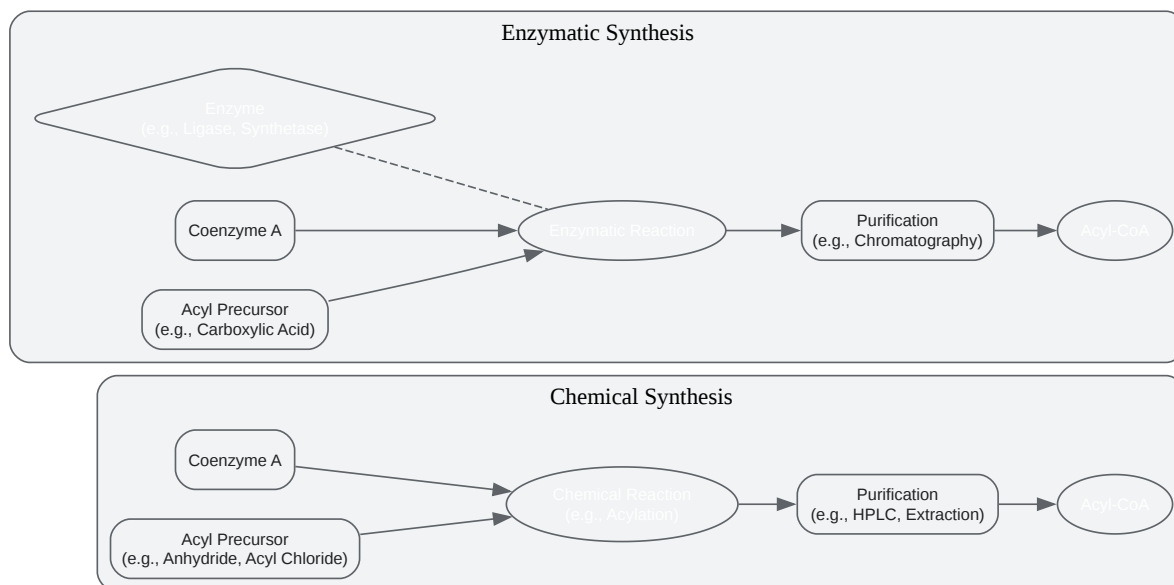 Enzymatic Synthesis
Enzyme
(e.g., Ligase, Synthetase)
Coenzyme A
Enzymatic Reaction
Purification
(e.g., Chromatography)
Acyl-CoA
Acyl Precursor
(e.g., Carboxylic Acid)
Chemical Synthesis
Coenzyme A
Chemical Reaction
(e.g., Acylation)
Purification
(e.g., HPLC, Extraction)
Acyl-CoA
Acyl Precursor
(e.g., Anhydride, Acyl Chloride)